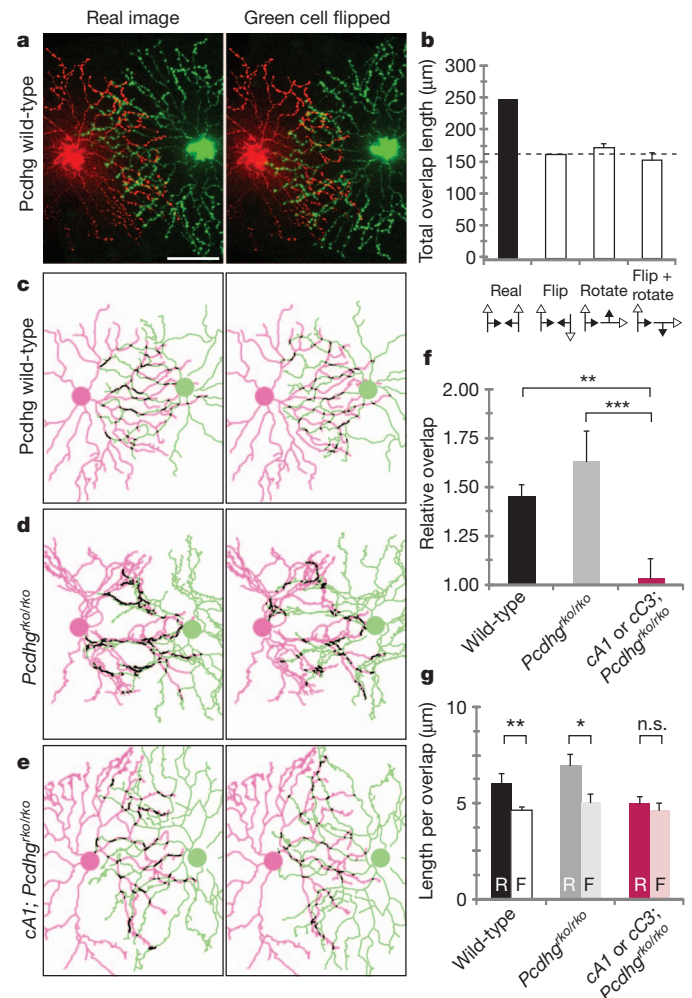 Real image
Green cell flipped
a
Pcdhg wild-type
b
Total overlap length (μm)
300
250
200
150
100
50
0
Real
Flip
Rotate
Flip +
rotate
c
Pcdhg wild-type
d
Pcdhg rko/rko
e
cA1; Pcdhg rko/rko
f
Relative overlap
2.00
1.75
1.50
1.25
1.00
**
***
Wild-type
Pcdhg rko/rko
cA1 or cC3;
Pcdhg rko/rko
g
Length per overlap (μm)
10
5
0
**
*
n.s.
R F
R F
R F
Wild-type
Pcdhg rko/rko
cA1 or cC3;
Pcdhg rko/rko